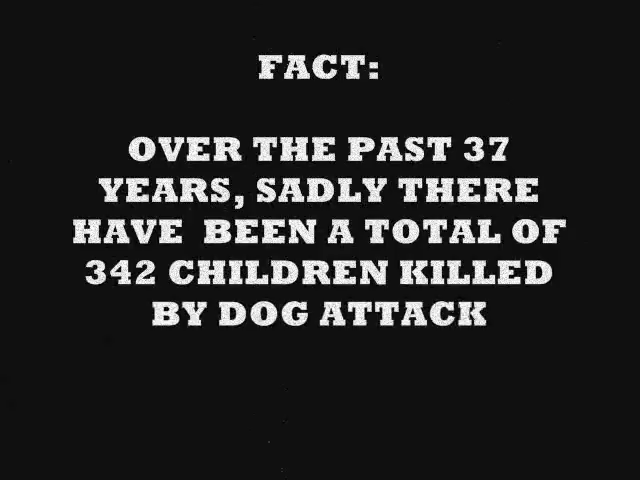 FACT:
OVER THE PAST 37
YEARS, SADLY THERE
HAVE BEEN A TOTAL OF
342 CHILDREN KILLED
BY DOG ATTACK